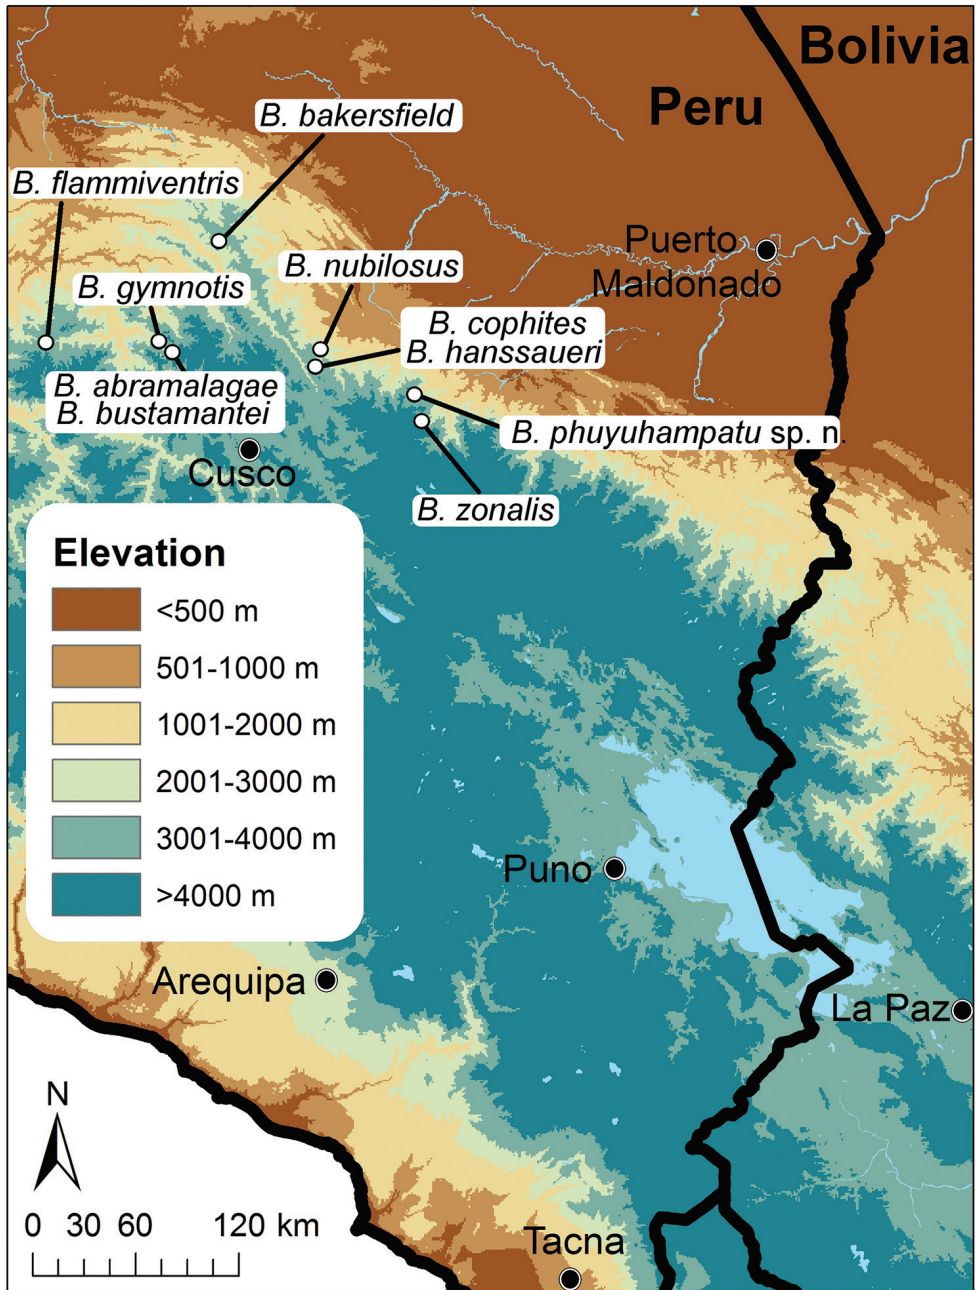 Bolivia
Peru
B. bakersfield
B. flammiventris
Puerto
Maldonado
B. nubilosus
B. gymnotis
B. cophites
B. hanssaueri
B. abramalagae
B. bustamantei
B. phuyuhampatu sp. n.
Cusco
B. zonalis
Elevation
<500 m
501-1000 m
1001-2000 m
2001-3000 m
3001-4000 m
>4000 m
Puno
Arequipa
La Paz
N
0 30 60 120 km
Tacna